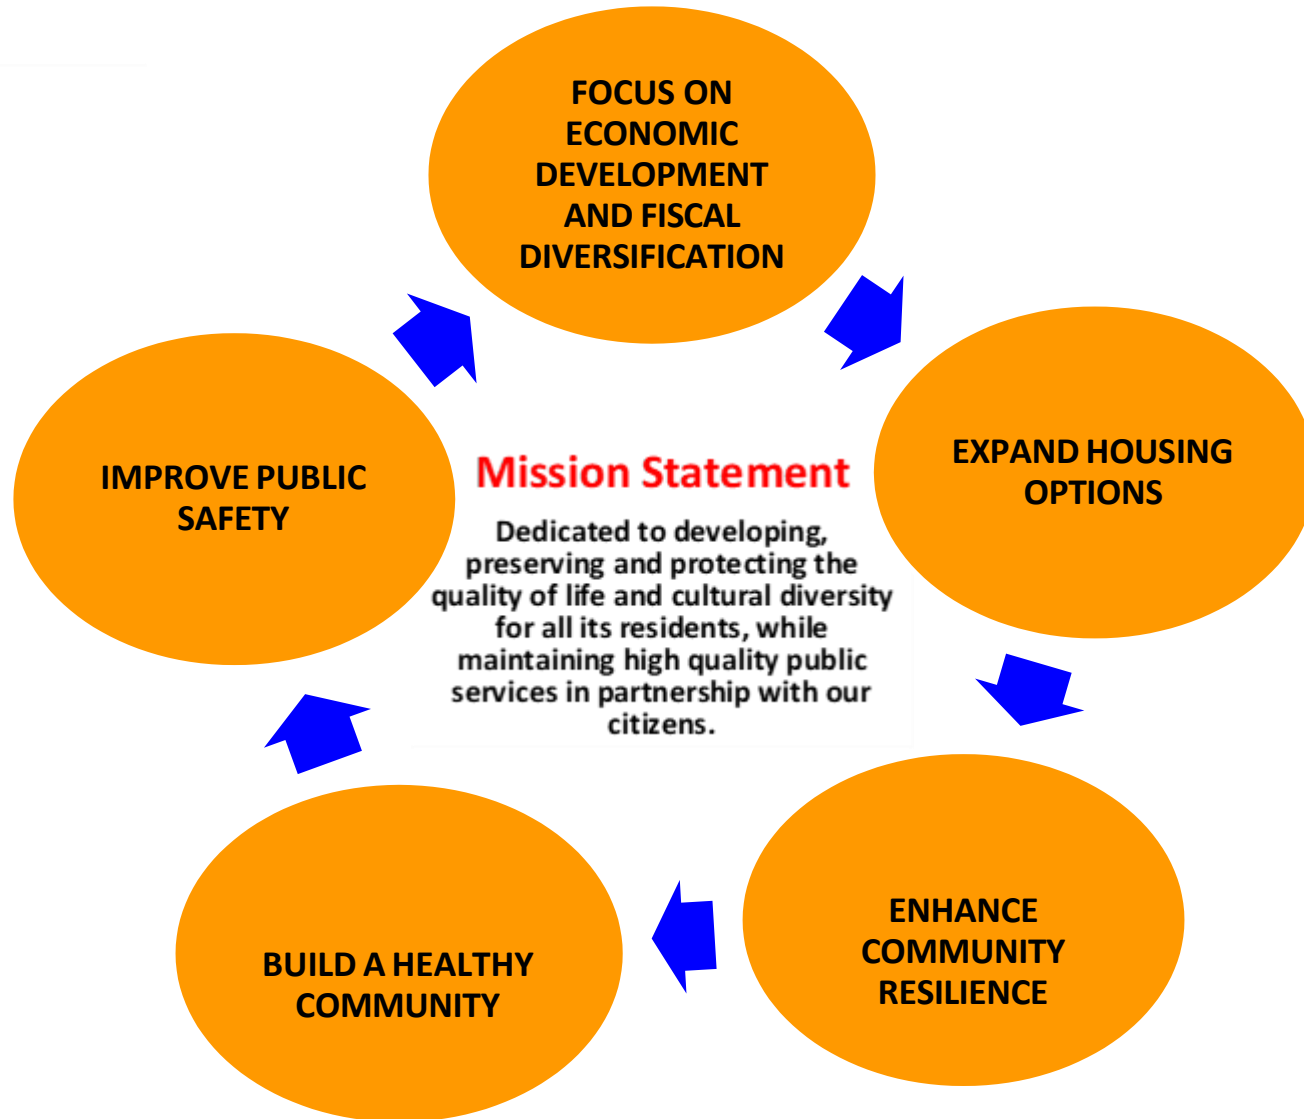 FOCUS ON
ECONOMIC
DEVELOPMENT
AND FISCAL
DIVERSIFICATION
EXPAND HOUSING
OPTIONS
ENHANCE
COMMUNITY
RESILIENCE
BUILD A HEALTHY
COMMUNITY
IMPROVE PUBLIC
SAFETY
Mission Statement
Dedicated to developing,
preserving and protecting the
quality of life and cultural diversity
for all its residents, while
maintaining high quality public
services in partnership with our
citizens.